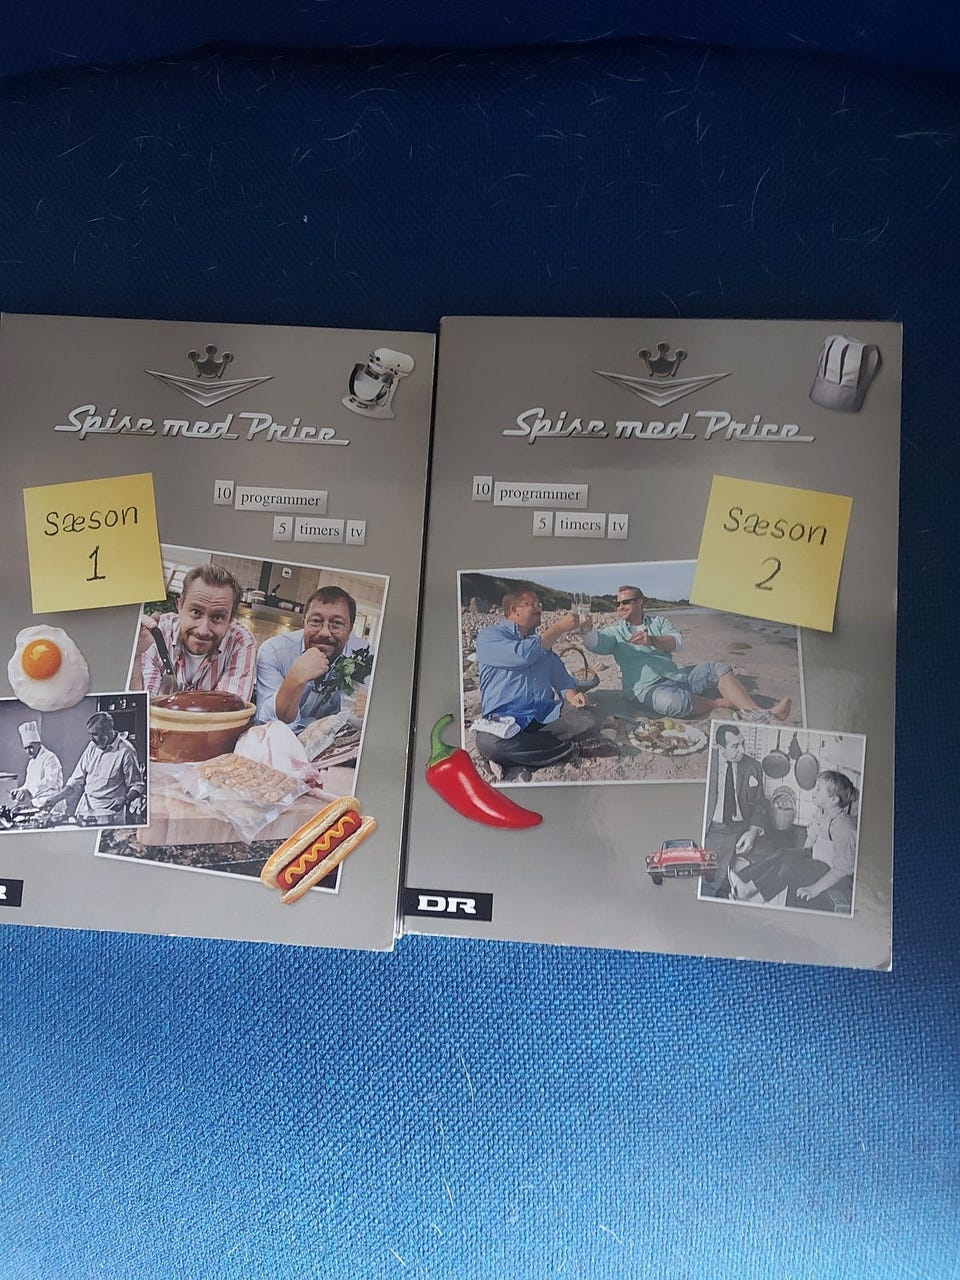 Spise med Price
10 programmer
5 timers tv
Sæson
1
Spise med Price
10 programmer
5 timers tv
Sæson
2
DR